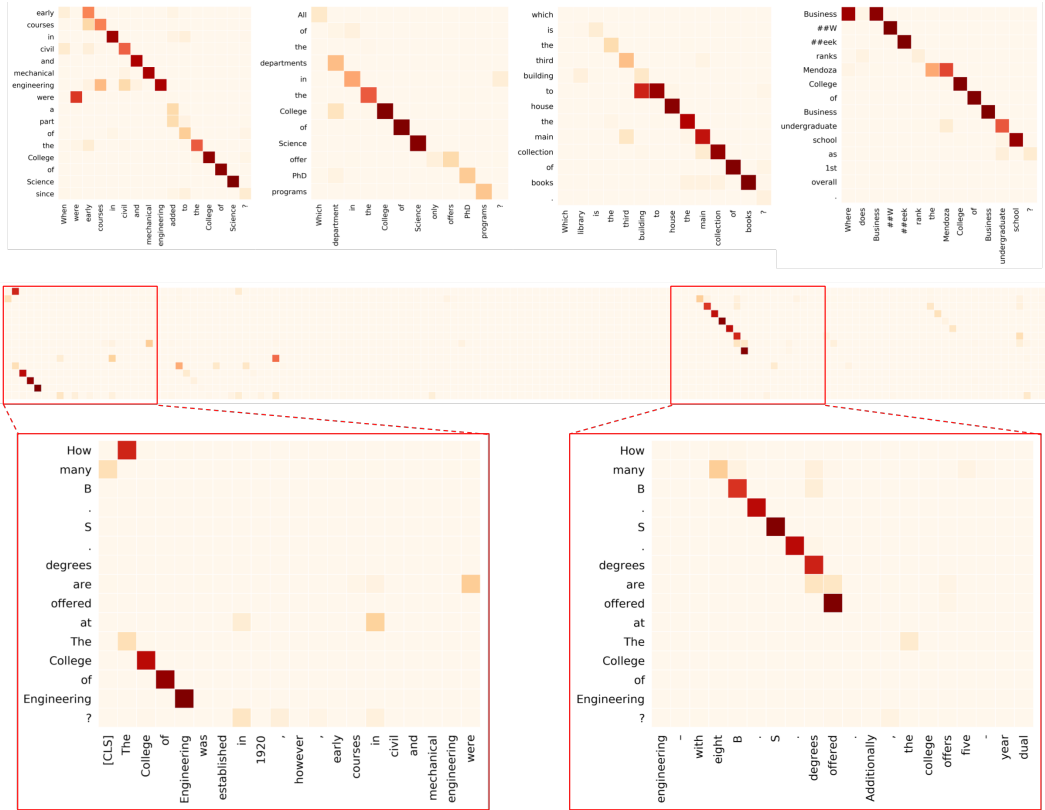 early
courses
in
civil
and
mechanical
engineering
were
a
part
of
the
College
of
Science
since
When
were
early
courses
in
civil
and
mechanical
engineering
added
to
the
College
of
Science
?
All
of
the
departments
in
the
College
of
Science
offer
PhD
programs
Which
department
in
the
College
of
Science
only
offers
PhD
programs
?
which
is
the
third
building
to
house
the
main
collection
of
books
.
Which
library
is
the
third
building
to
house
the
main
collection
of
books
?
Business
##W
##eek
ranks
Mendoza
College
of
Business
undergraduate
school
as
1st
overall
.
Where
does
Business
##W
##eek
rank
the
Mendoza
College
of
Business
undergraduate
school
?
How
many
B
.
S
.
degrees
are
offered
at
The
College
of
Engineering
?
[CLS]
The
College
of
Engineering
was
established
in
1920
,
however
,
early
courses
in
civil
and
mechanical
engineering
were
How
many
B
.
S
.
degrees
are
offered
at
The
College
of
Engineering
?
engineering
–
with
eight
B
.
S
.
degrees
offered
.
Additionally
,
the
college
offers
five
-
year
dual